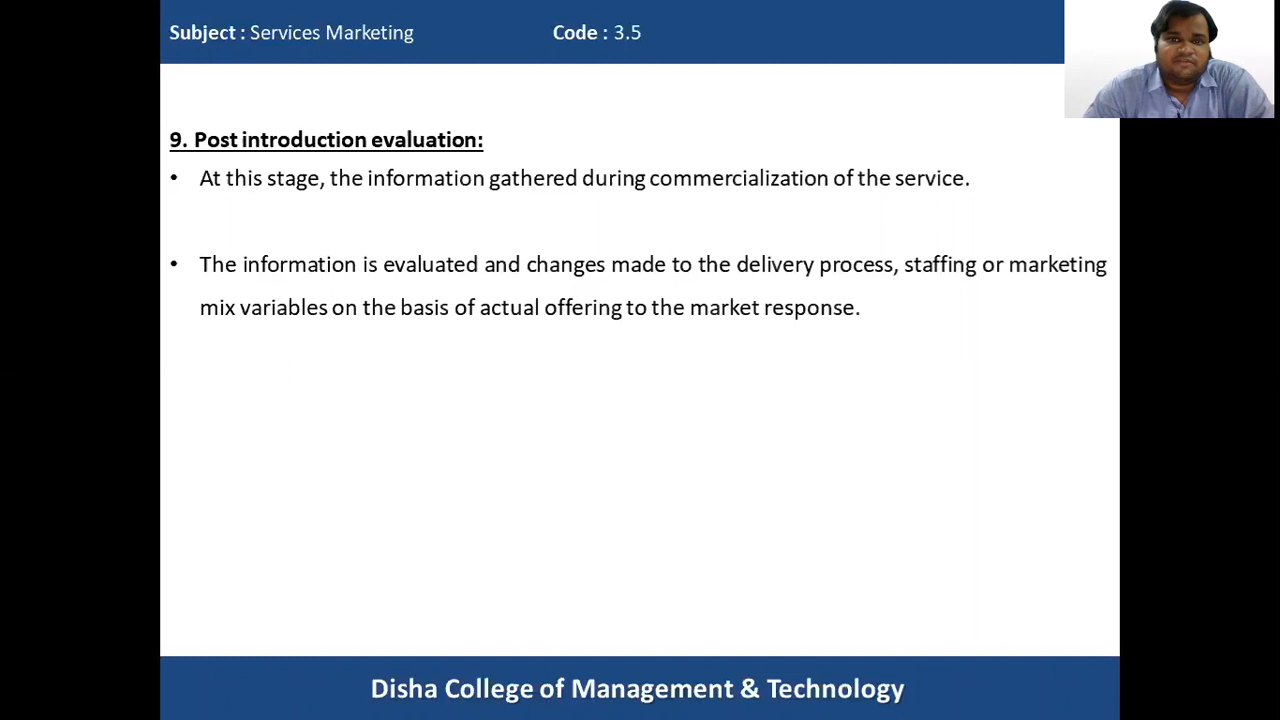 Subject : Services Marketing Code : 3.5
9. Post introduction evaluation:
• At this stage, the information gathered during commercialization of the service.
• The information is evaluated and changes made to the delivery process, staffing or marketing
mix variables on the basis of actual offering to the market response.
Disha College of Management & Technology